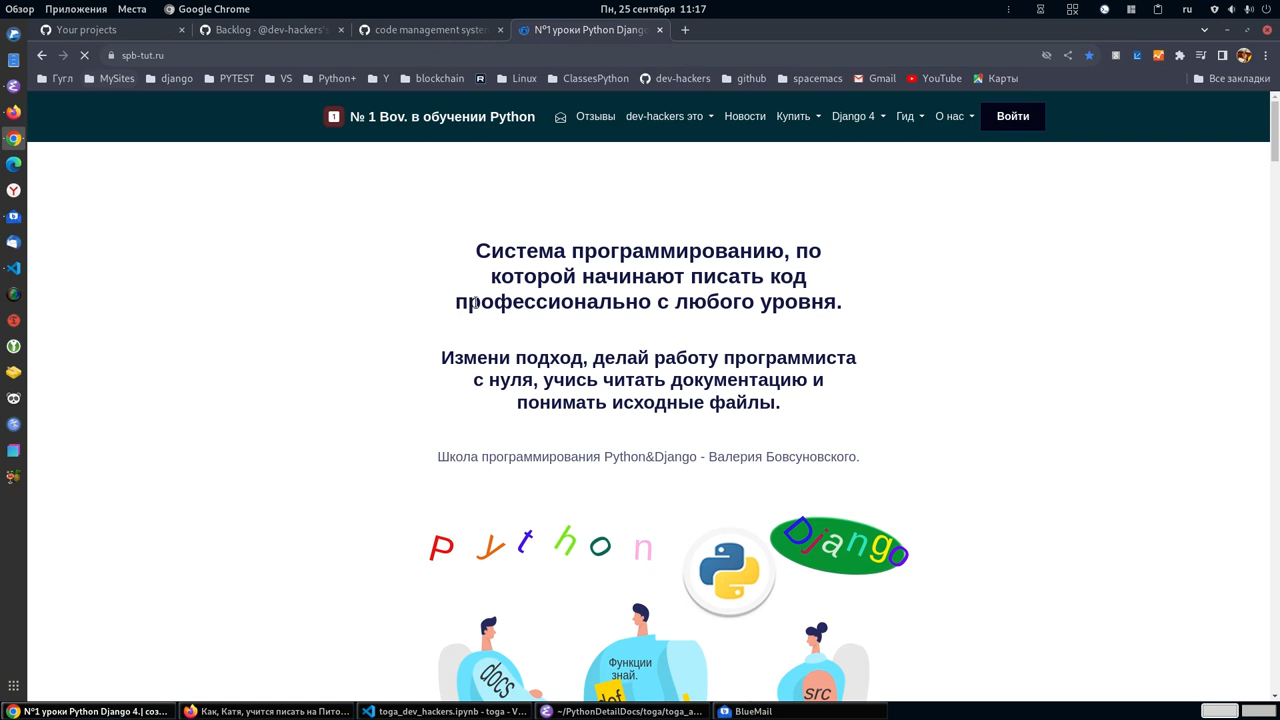 Обзор Приложения Места Google Chrome Пн, 25 сентября 11:17 ru
Your projects Backlog · @dev-hackers's code management system Nº1 уроки Python Django
spb-tut.ru
Гугл MySites django PYTEST VS Python+ Y blockchain Linux ClassesPython dev-hackers github spacemacs Gmail YouTube Карты Все закладки
№ 1 Bov. в обучении Python Отзывы dev-hackers это Новости Купить Django 4 Гид О нас Войти
Система программированию, по
которой начинают писать код
профессионально с любого уровня.
Измени подход, делай работу программиста
с нуля, учись читать документацию и
понимать исходные файлы.
Школа программирования Python&Django - Валерия Бовсуновского.
Python Django
Функции
знай.
docs def src
Nº1 уроки Python Django 4.| соз... Как, Катя, учится писать на Пито... toga_dev_hackers.ipynb - toga - V... ~/PythonDetailDocs/toga/toga_a... BlueMail